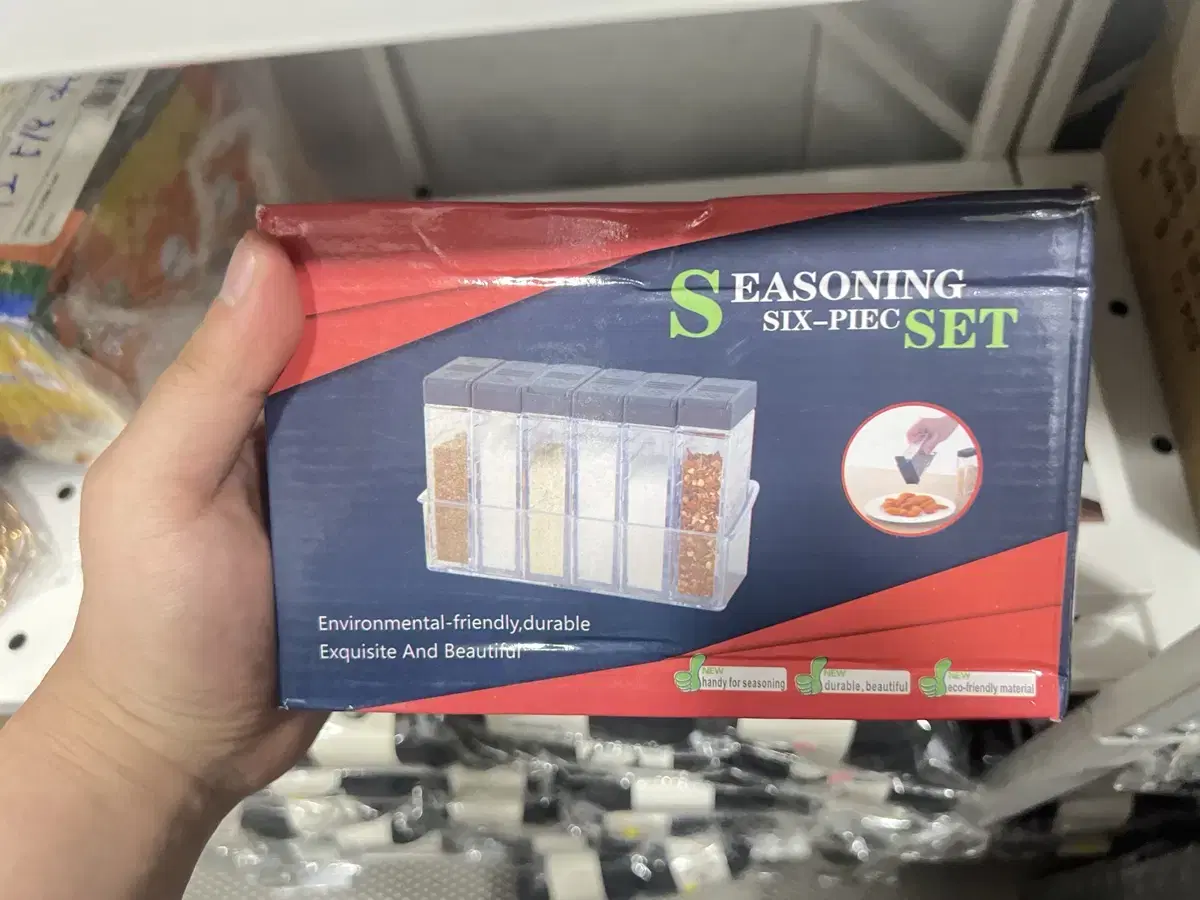 SEASONING
SIX-PIEC SET
Environmental-friendly,durable
Exquisite And Beautiful
NEW
handy for seasoning
NEW
durable, beautiful
NEW
eco-friendly material